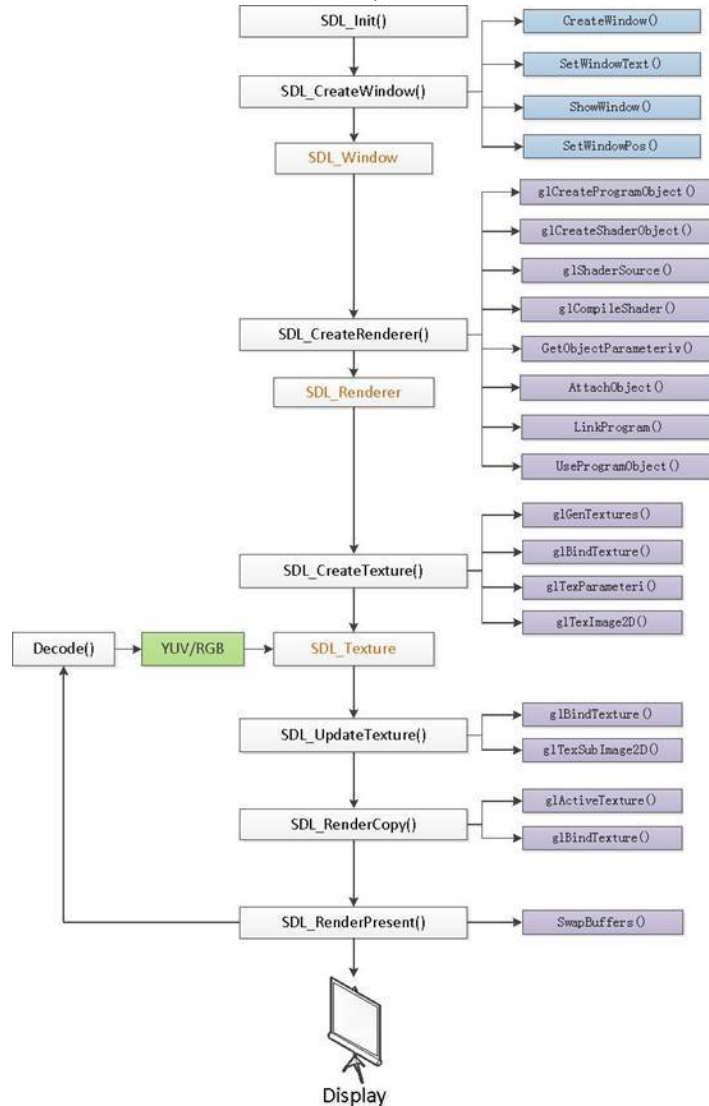 SDL_Init()
CreateWindow()
SetWindowText()
SDL_CreateWindow()
ShowWindow()
SetWindowPos()
SDL_Window
glCreateProgramObject()
glCreateShaderObject()
glShaderSource()
glCompileShader()
SDL_CreateRenderer()
GetObjectParameteriv()
SDL_Renderer
AttachObject()
LinkProgram()
UseProgramObject()
glGenTextures()
glBindTexture()
SDL_CreateTexture()
glTexParameteri()
glTexImage2D()
Decode()
YUV/RGB
SDL_Texture
glBindTexture()
SDL_UpdateTexture()
glTexSubImage2D()
glActiveTexture()
SDL_RenderCopy()
glBindTexture()
SDL_RenderPresent()
SwapBuffers()
Display